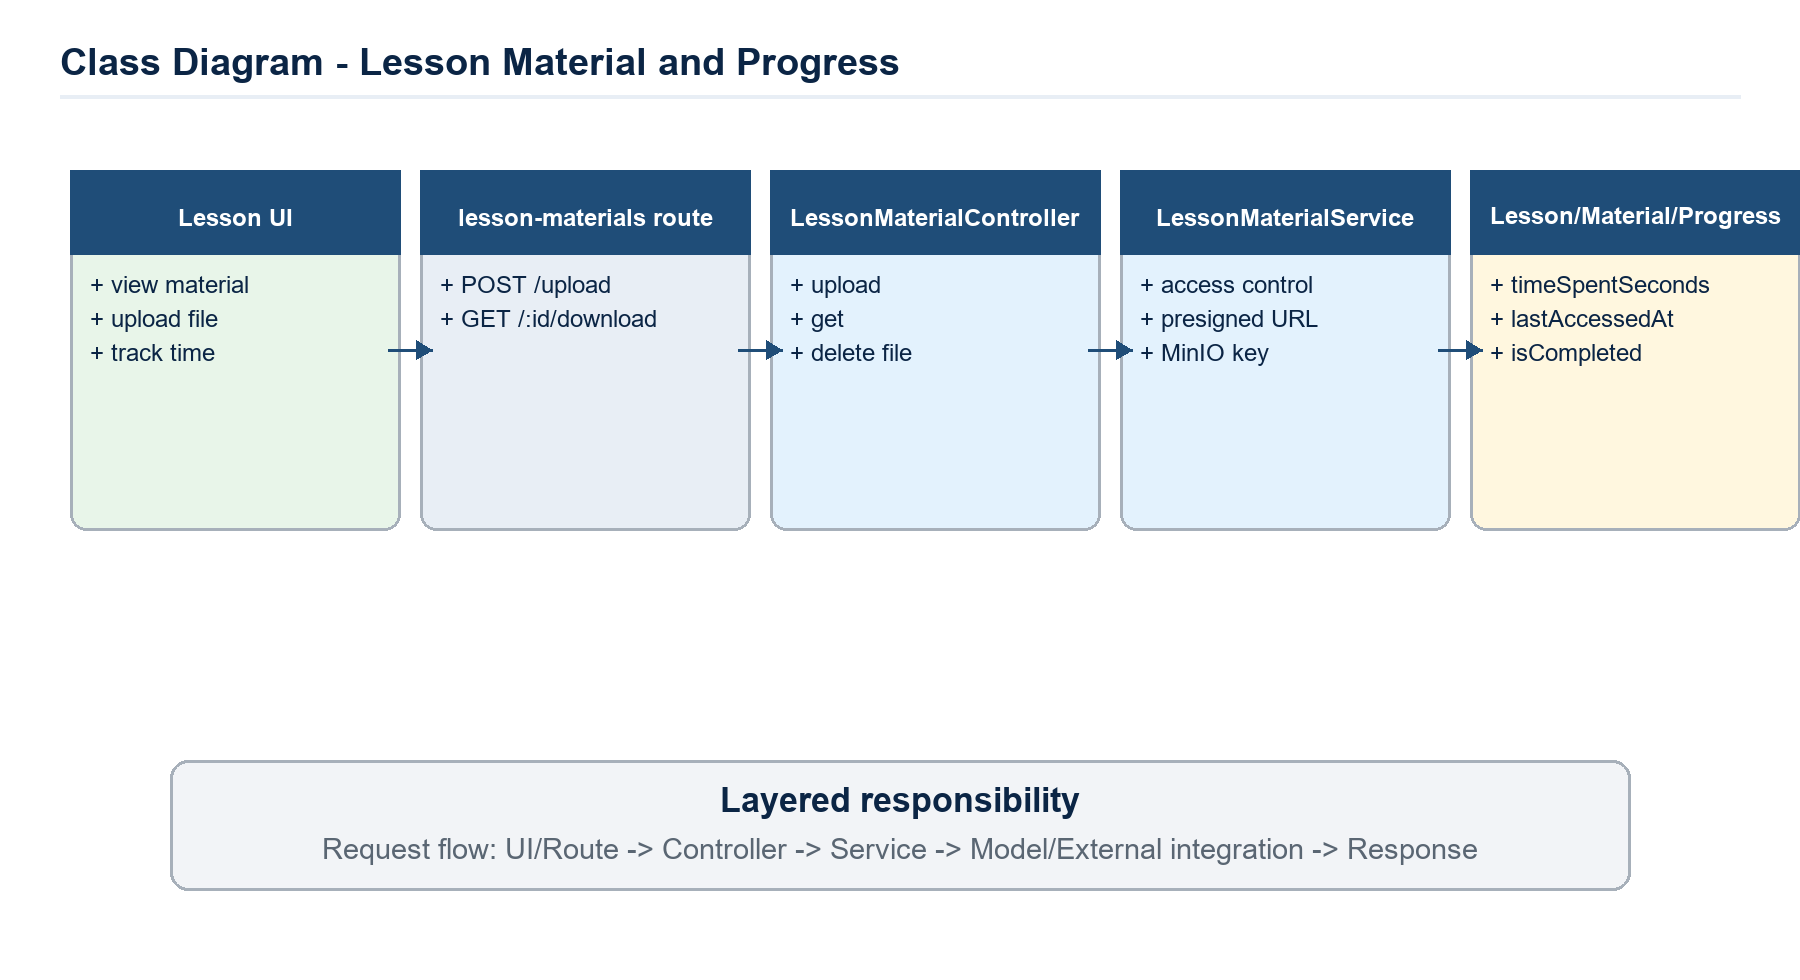 Class Diagram - Lesson Material and Progress
Lesson UI
+ view material
+ upload file
+ track time
lesson-materials route
+ POST /upload
+ GET /:id/download
LessonMaterialController
+ upload
+ get
+ delete file
LessonMaterialService
+ access control
+ presigned URL
+ MinIO key
Lesson/Material/Progress
+ timeSpentSeconds
+ lastAccessedAt
+ isCompleted
Layered responsibility
Request flow: UI/Route -> Controller -> Service -> Model/External integration -> Response